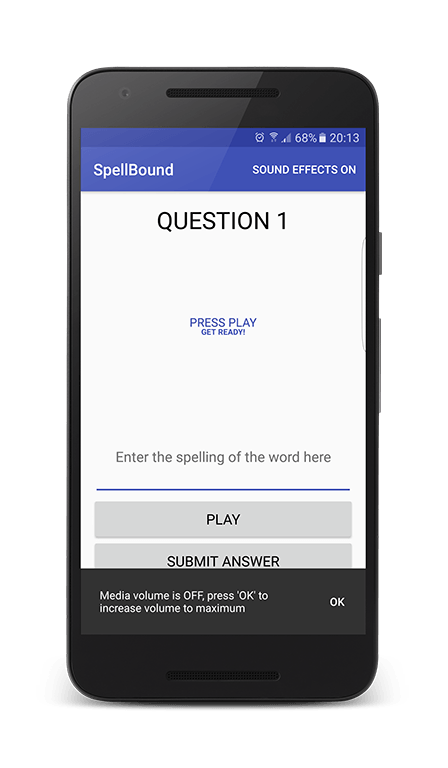 68% 20:13
SpellBound SOUND EFFECTS ON
QUESTION 1
PRESS PLAY
GET READY!
Enter the spelling of the word here
PLAY
SUBMIT ANSWER
Media volume is OFF, press 'OK' to
increase volume to maximum
OK